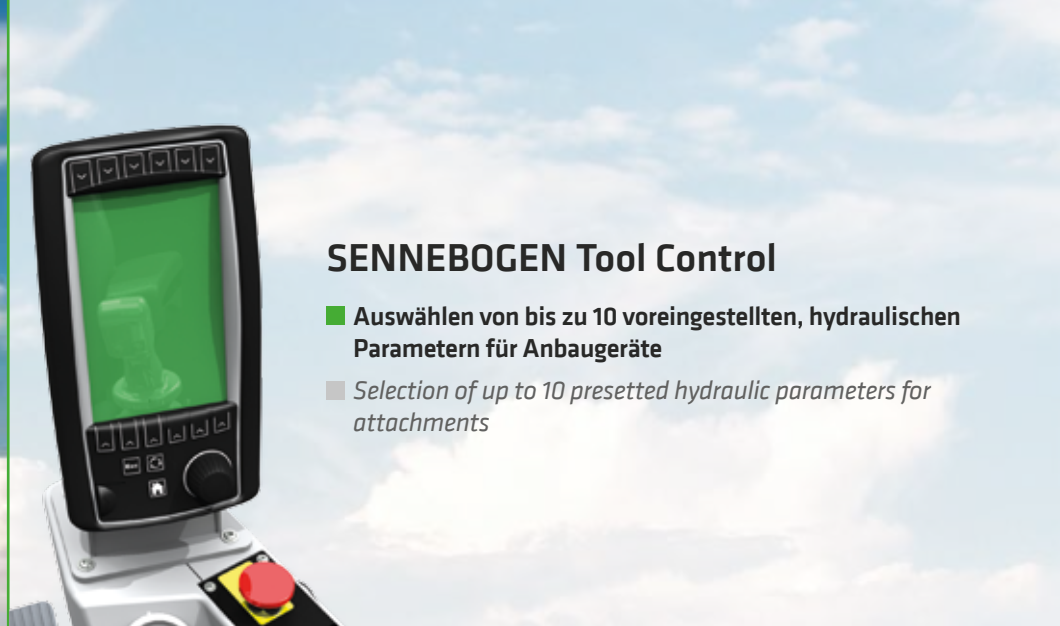 SENNEBOGEN Tool Control
Auswählen von bis zu 10 voreingestellten, hydraulischen
Parametern für Anbaugeräte
Selection of up to 10 presetted hydraulic parameters for
attachments